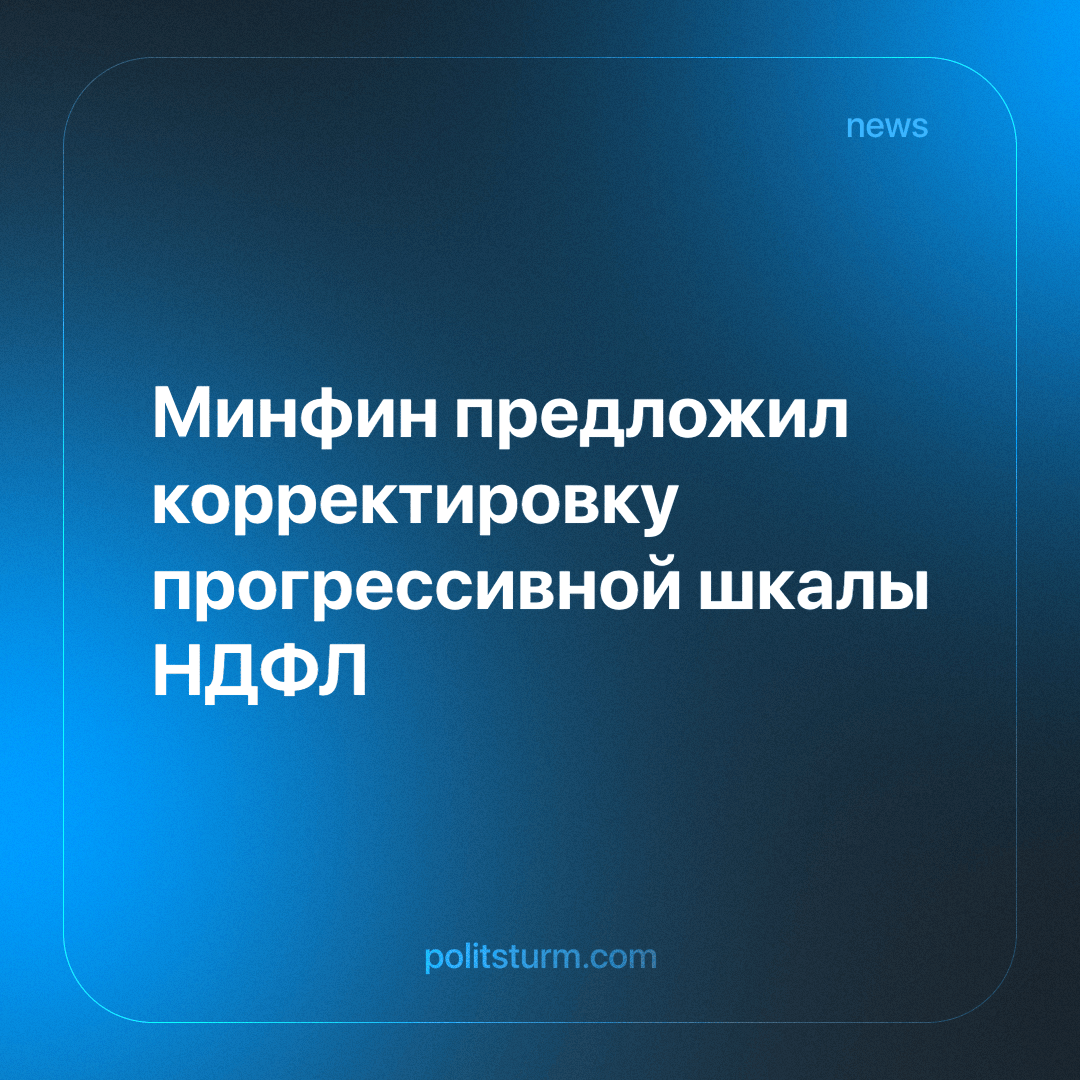 news
Минфин предложил
корректировку
прогрессивной шкалы
НДФЛ
politsturm.com